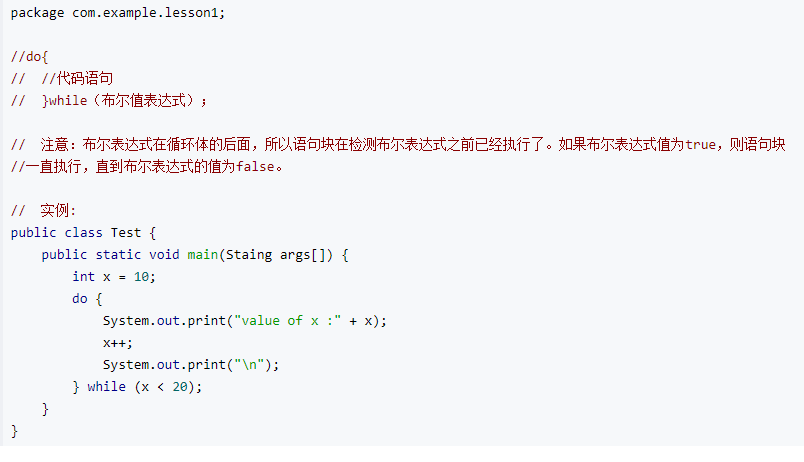 package com.example.lesson1;
//do{
//  //代码语句
//  }while（布尔值表达式）；
//  注意：布尔表达式在循环体的后面，所以语句块在检测布尔表达式之前已经执行了。如果布尔表达式值为true，则语句块
//一直执行，直到布尔表达式的值为false。
//  实例:
public class Test {
    public static void main(Staing args[]) {
        int x = 10;
        do {
            System.out.print("value of x :" + x);
            x++;
            System.out.print("\n");
        } while (x < 20);
    }
}